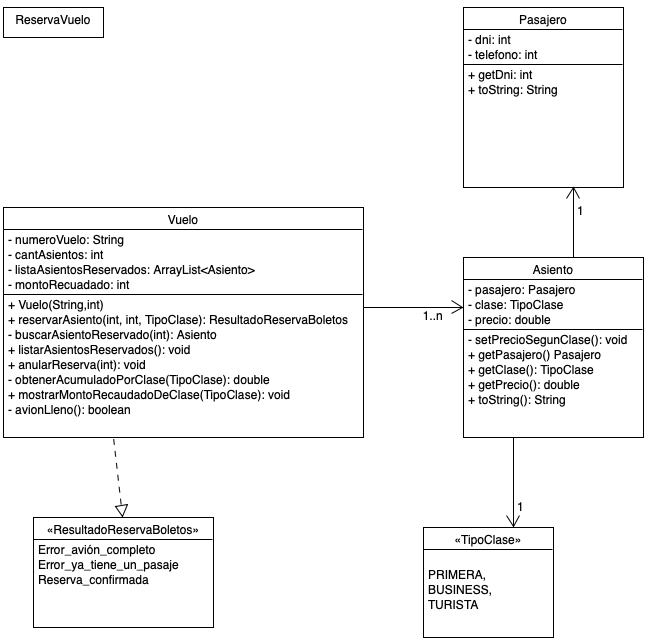 ReservaVuelo
Pasajero
- dni: int
- telefono: int
+ getDni: int
+ toString: String
1
Vuelo
- numeroVuelo: String
- cantAsientos: int
- listaAsientosReservados: ArrayList<Asiento>
- montoRecuadado: int
+ Vuelo(String,int)
+ reservarAsiento(int, int, TipoClase): ResultadoReservaBoletos
- buscarAsientoReservado(int): Asiento
+ listarAsientosReservados(): void
+ anularReserva(int): void
- obtenerAcumuladoPorClase(TipoClase): double
+ mostrarMontoRecaudadoDeClase(TipoClase): void
- avionLleno(): boolean
1..n
Asiento
- pasajero: Pasajero
- clase: TipoClase
- precio: double
- setPrecioSegunClase(): void
+ getPasajero() Pasajero
+ getClase(): TipoClase
+ getPrecio(): double
+ toString(): String
1
«ResultadoReservaBoletos»
Error_avión_completo
Error_ya_tiene_un_pasaje
Reserva_confirmada
«TipoClase»
PRIMERA,
BUSINESS,
TURISTA